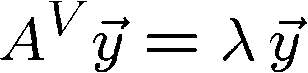 $A^V \vec{y} = \lambda \, \vec{y}$